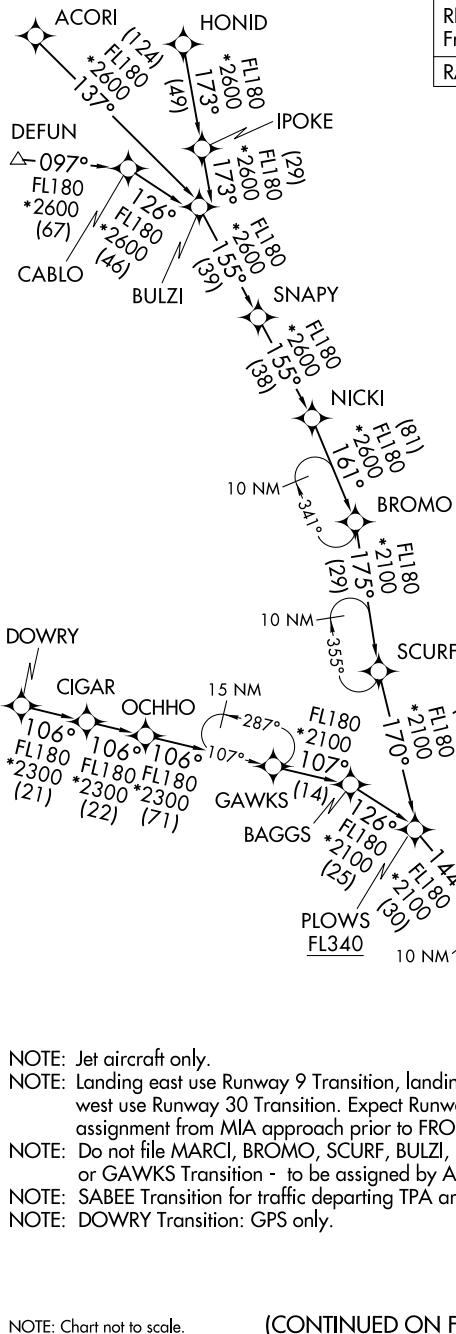 ACORI
HONID
RI
Fr
RA
(124)
FL180
*2600
137°
FL180
*2600
173°
(49)
IPOKE
DEFUN
097°
FL180
*2600
(67)
CABLO
126°
FL180
*2600
(46)
BULZI
(29)
FL180
*2600
173°
FL180
*2600
155°
(39)
SNAPY
FL180
*2600
155°
(38)
NICKI
(81)
FL180
*2600
161°
10 NM
341°
BROMO
FL180
*2100
175°
(29)
10 NM
355°
SCURF
FL180
*2100
170°
DOWRY
CIGAR
OCHHO
15 NM
106°
FL180
*2300
(21)
106°
FL180
*2300
(22)
106°
FL180
*2300
(71)
287°
107°
GAWKS
FL180
*2100
107°
(14)
BAGGS
126°
FL180
*2100
(25)
PLOWS
FL340
144
FL180
*2100
(30)
10 NM
NOTE: Jet aircraft only.
NOTE: Landing east use Runway 9 Transition, landin
west use Runway 30 Transition. Expect Runw
assignment from MIA approach prior to FRO
NOTE: Do not file MARCI, BROMO, SCURF, BULZI,
or GAWKS Transition - to be assigned by A
NOTE: SABEE Transition for traffic departing TPA ar
NOTE: DOWRY Transition: GPS only.
NOTE: Chart not to scale.
(CONTINUED ON F